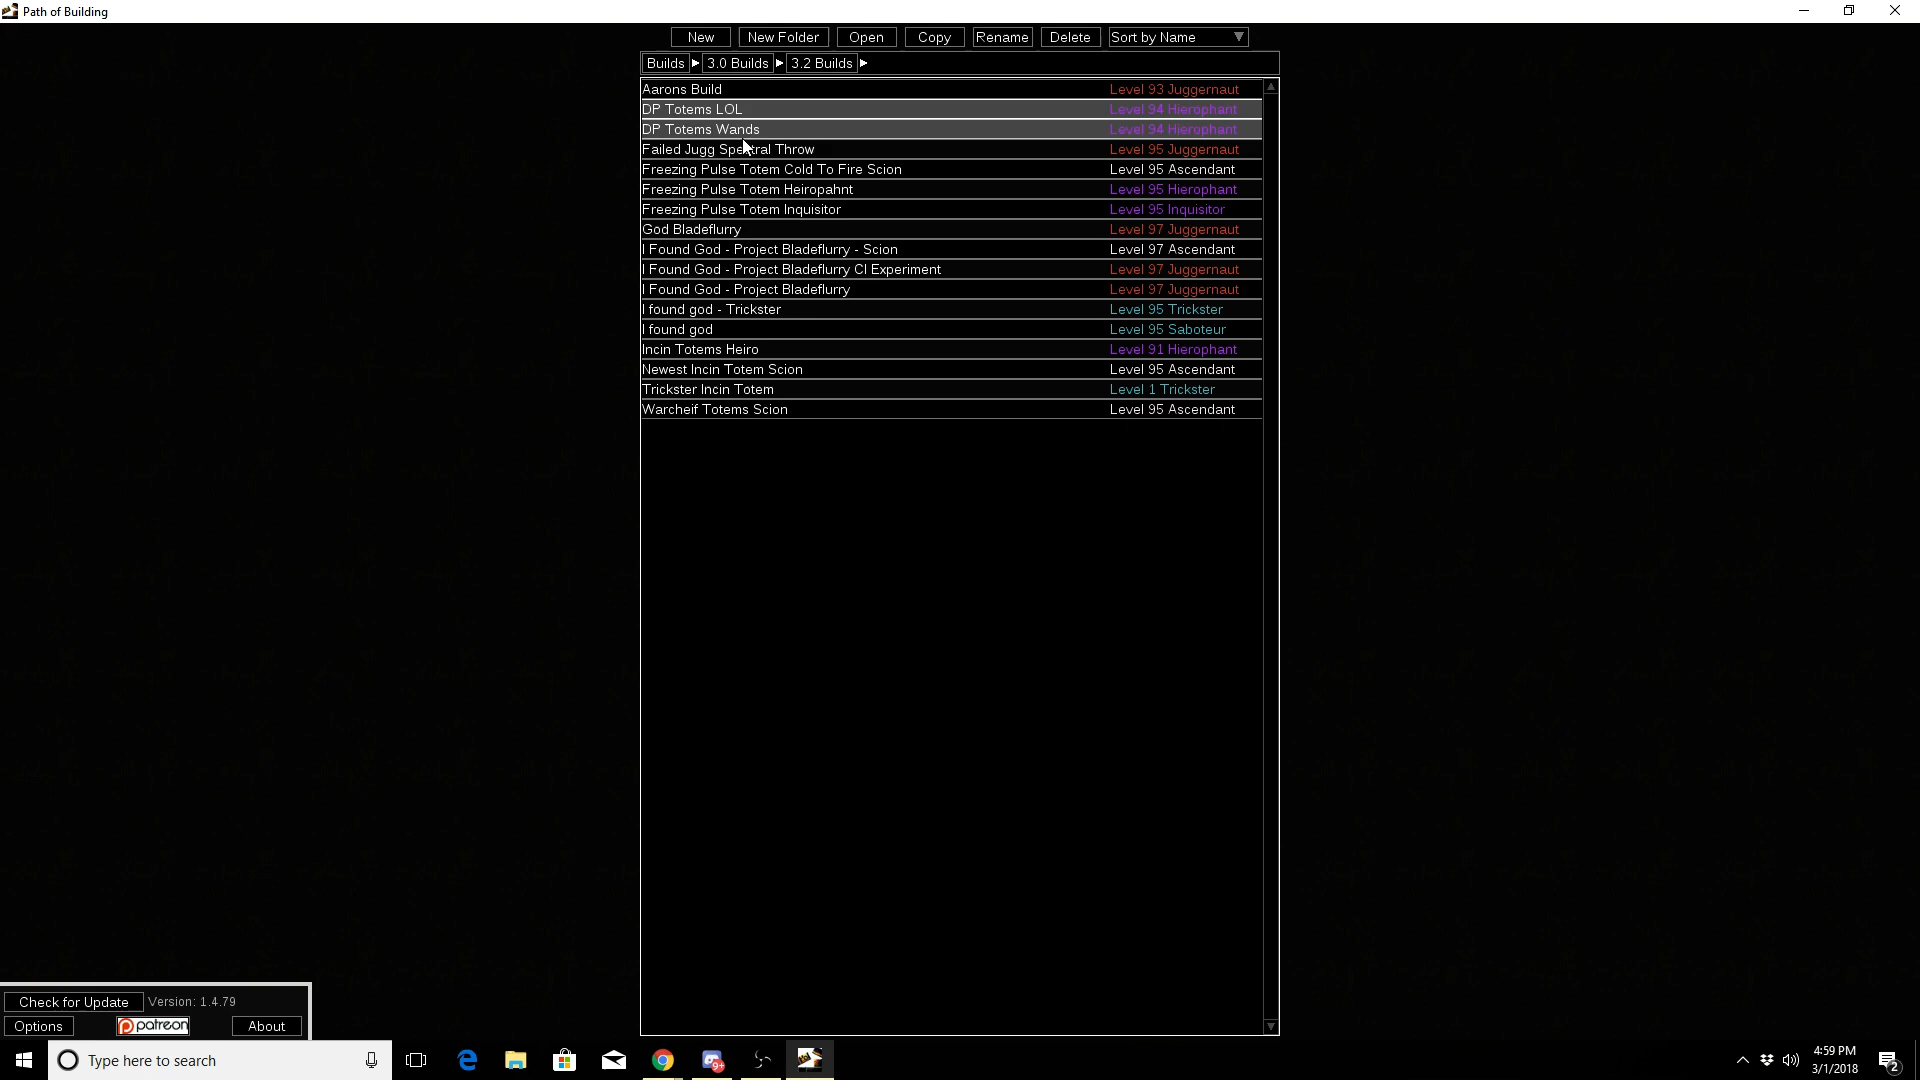 Path of Building
New New Folder Open Copy Rename Delete Sort by Name
Builds 3.0 Builds 3.2 Builds
Aarons Build Level 93 Juggernaut
DP Totems LOL Level 94 Hierophant
DP Totems Wands Level 94 Hierophant
Failed Jugg Spectral Throw Level 95 Juggernaut
Freezing Pulse Totem Cold To Fire Scion Level 95 Ascendant
Freezing Pulse Totem Heiropahnt Level 95 Hierophant
Freezing Pulse Totem Inquisitor Level 95 Inquisitor
God Bladeflurry Level 97 Juggernaut
I Found God - Project Bladeflurry - Scion Level 97 Ascendant
I Found God - Project Bladeflurry CI Experiment Level 97 Juggernaut
I Found God - Project Bladeflurry Level 97 Juggernaut
I found god - Trickster Level 95 Trickster
I found god Level 95 Saboteur
Incin Totems Heiro Level 91 Hierophant
Newest Incin Totem Scion Level 95 Ascendant
Trickster Incin Totem Level 1 Trickster
Warcheif Totems Scion Level 95 Ascendant
Check for Update Version: 1.4.79
Options patreon About
Type here to search
9+
4:59 PM
3/1/2018
2